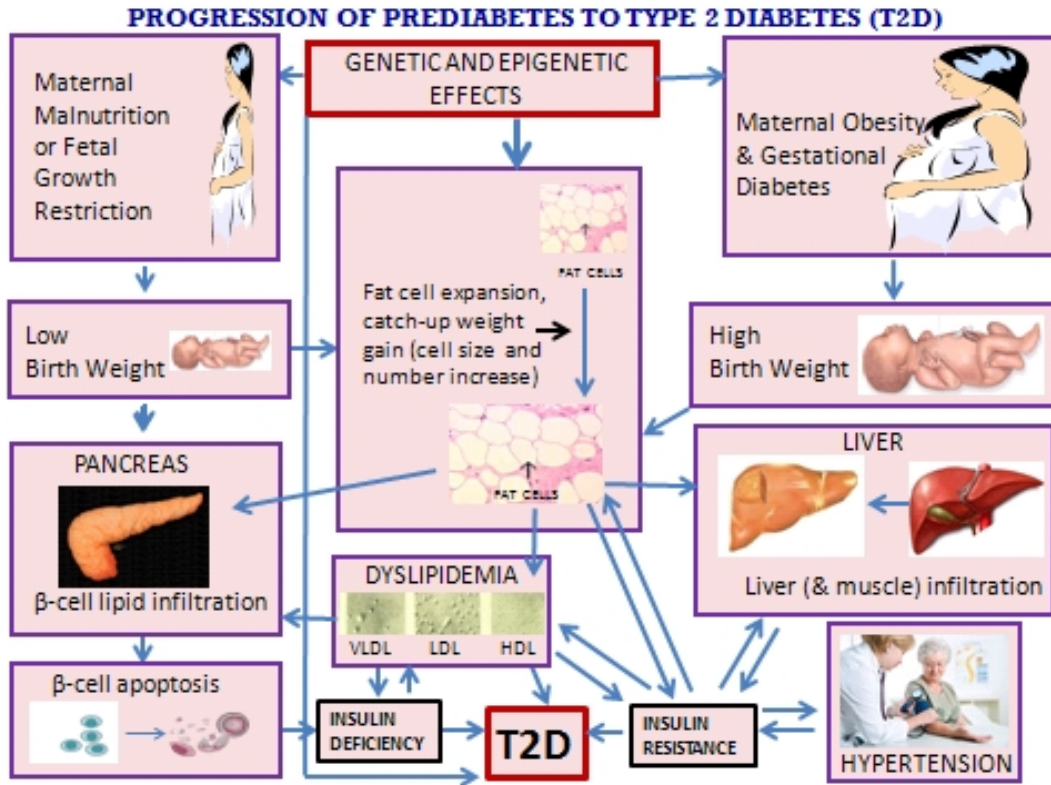 PROGRESSION OF PREDIABETES TO TYPE 2 DIABETES (T2D)
Maternal
Malnutrition
or Fetal
Growth
Restriction
GENETIC AND EPIGENETIC
EFFECTS
Maternal Obesity
& Gestational
Diabetes
FAT CELLS
Fat cell expansion,
catch-up weight
gain (cell size and
number increase)
FAT CELLS
Low
Birth Weight
High
Birth Weight
PANCREAS
β-cell lipid infiltration
LIVER
Liver (& muscle) infiltration
DYSLIPIDEMIA
VLDL LDL HDL
β-cell apoptosis
INSULIN
DEFICIENCY
T2D
INSULIN
RESISTANCE
HYPERTENSION